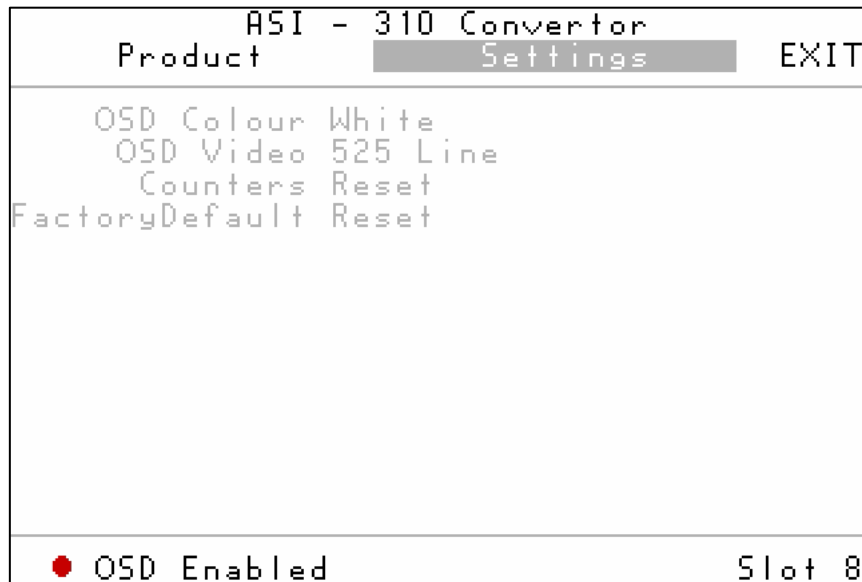 ASI - 310 Convertor
Product Settings EXIT
OSD Colour White
OSD Video 525 Line
Counters Reset
FactoryDefault Reset
OSD Enabled Slot 8